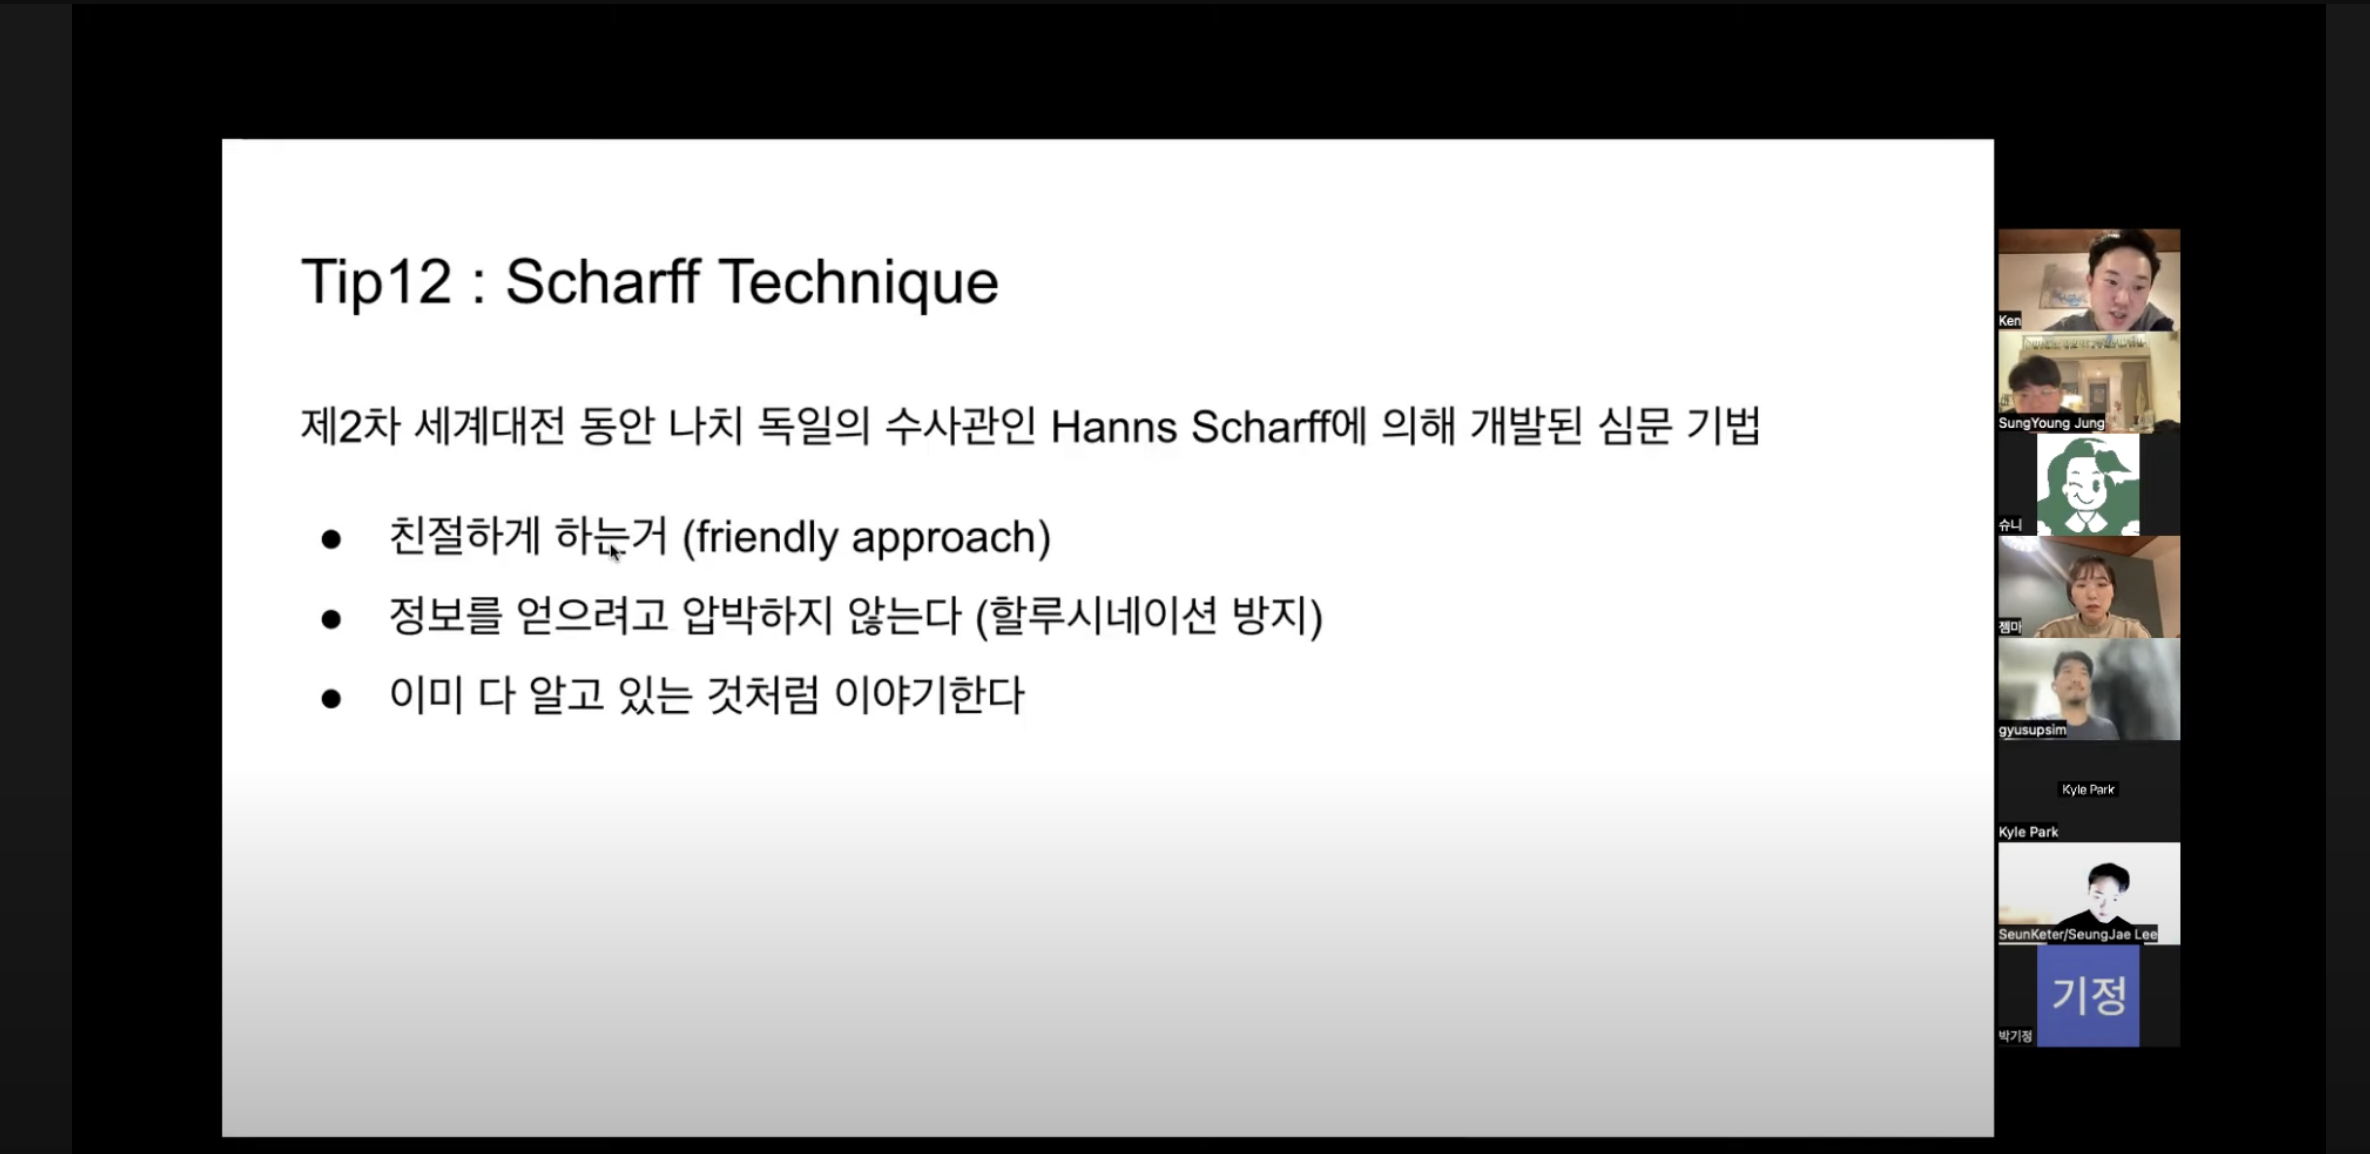 Tip12 : Scharff Technique
제2차 세계대전 동안 나치 독일의 수사관인 Hanns Scharff에 의해 개발된 심문 기법
● 친절하게 하는거 (friendly approach)
● 정보를 얻으려고 압박하지 않는다 (할루시네이션 방지)
● 이미 다 알고 있는 것처럼 이야기한다
Ken
SungYoung Jung
슈니
젬마
gyusupsim
Kyle Park
Kyle Park
SeunKeter/SeungJae Lee
기정
박기정